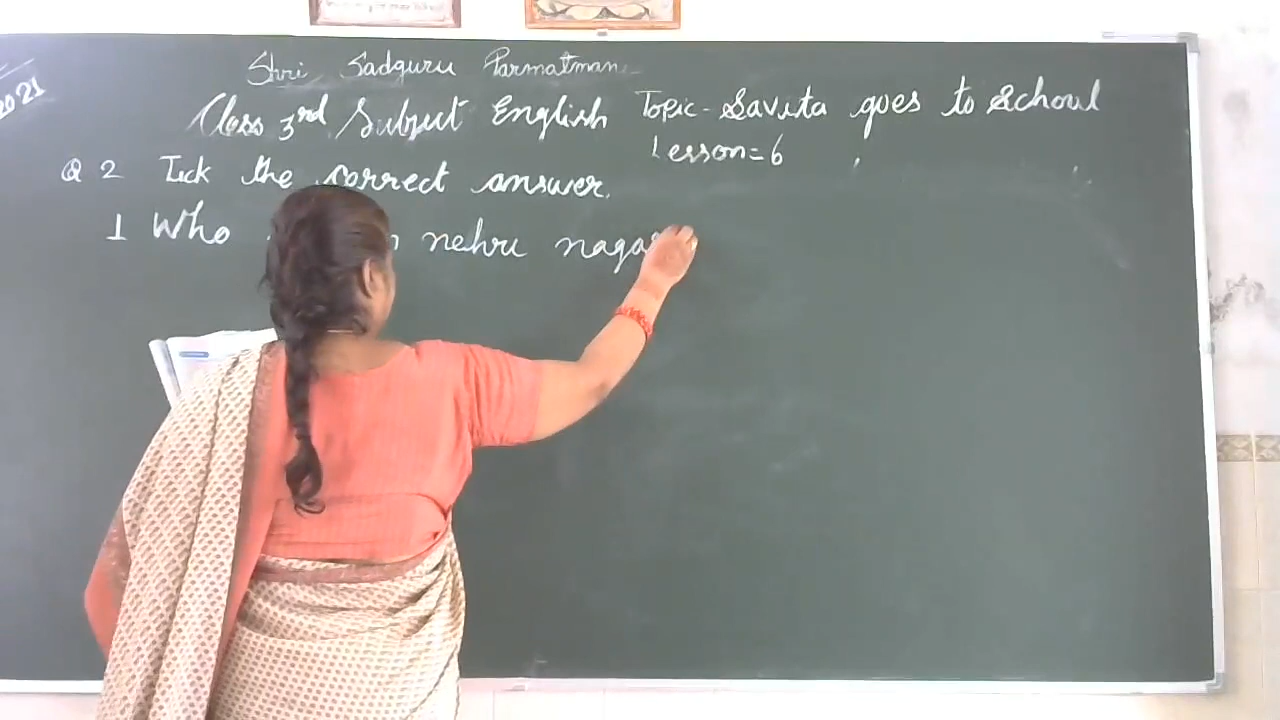 2021
Shri Sadguru Parmatman
Class 3rd Subject English Topic - Savita goes to School
Lesson = 6
Q 2 Tick the correct answer.
1 Who nehru nagar